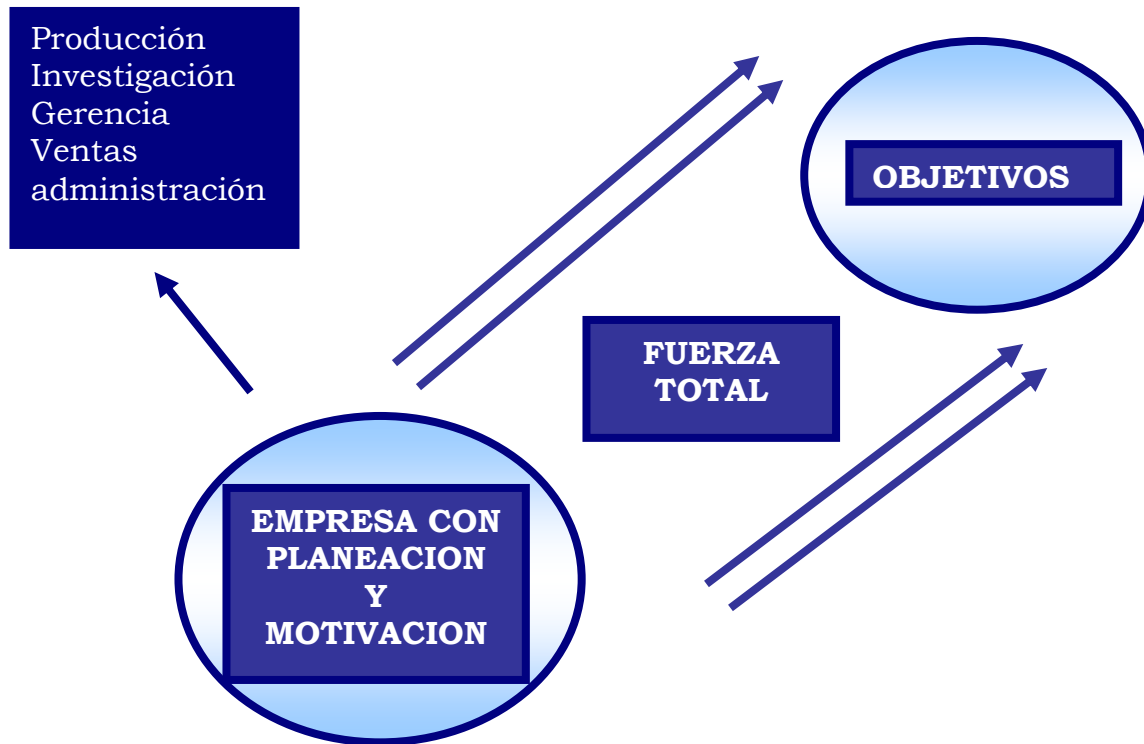 Producción
Investigación
Gerencia
Ventas
administración
OBJETIVOS
FUERZA
TOTAL
EMPRESA CON
PLANEACION
Y
MOTIVACION